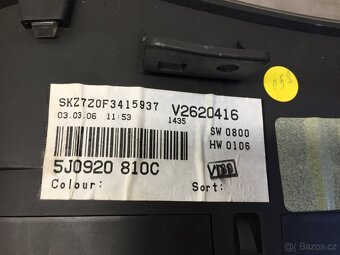 SKZ7Z0F3415937
V2620416
03.03.06 11:53
1435
SW 0800
HW 0106
5J0920 810C
VDO
Colour:
Sort:
bazos.cz